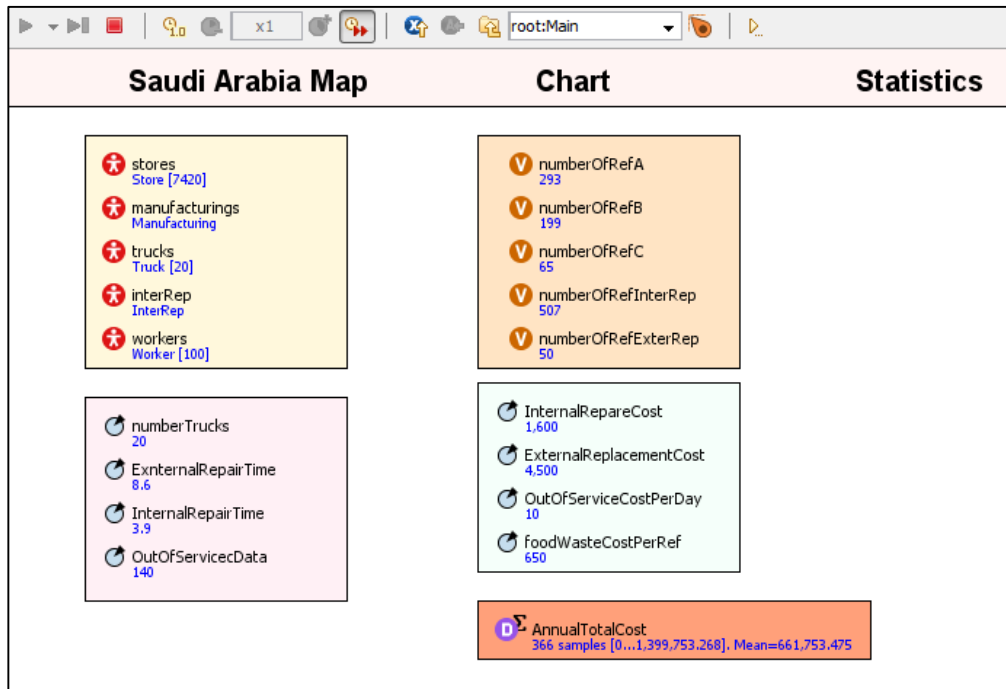 1.0
x1
root:Main
Saudi Arabia Map
Chart
Statistics
stores
Store [7420]
manufacturings
Manufacturing
trucks
Truck [20]
interRep
InterRep
workers
Worker [100]
V
numberOfRefA
293
V
numberOfRefB
199
V
numberOfRefC
65
V
numberOfRefInterRep
507
V
numberOfRefExterRep
50
numberTrucks
20
ExnternalRepairTime
8.6
InternalRepairTime
3.9
OutOfServicecData
140
InternalRepareCost
1,600
ExternalReplacementCost
4,500
OutOfServiceCostPerDay
10
foodWasteCostPerRef
650
D Σ AnnualTotalCost
366 samples [0...1,399,753.268]. Mean=661,753.475